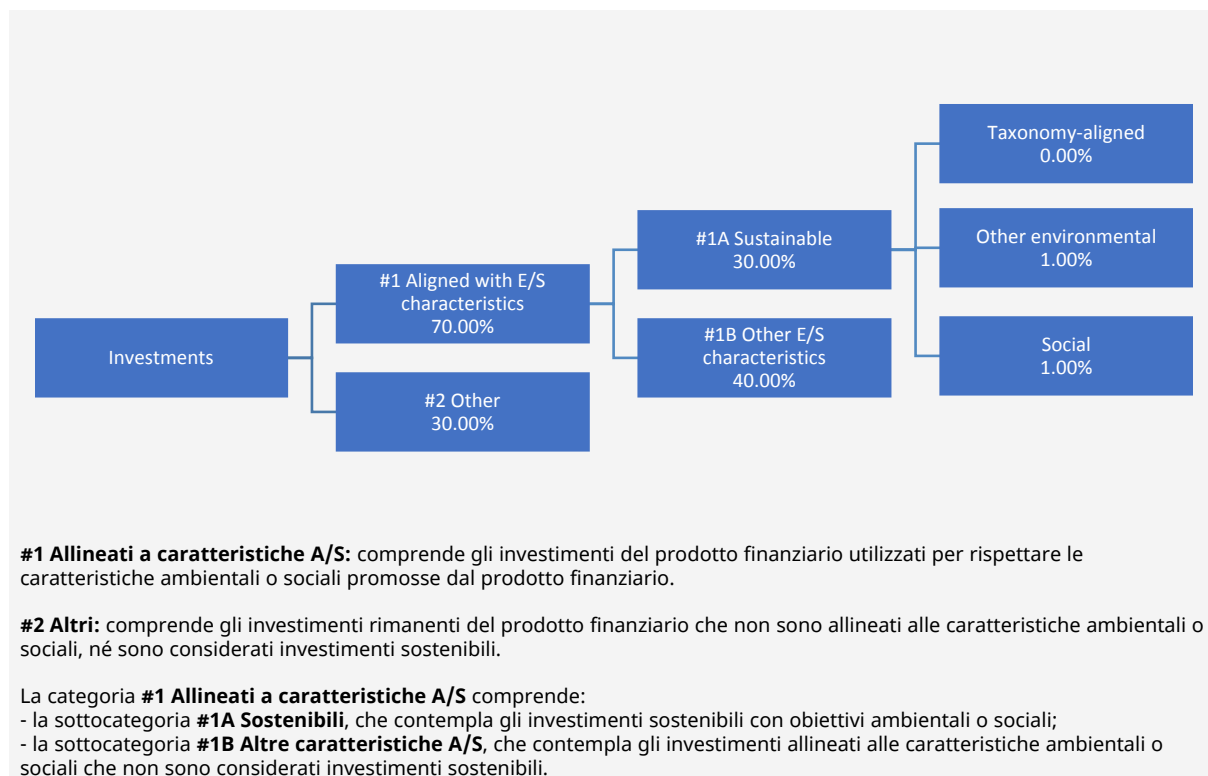 Taxonomy-aligned
0.00%
#1A Sustainable
30.00%
Other environmental
1.00%
#1 Aligned with E/S
characteristics
70.00%
Investments
#1B Other E/S
characteristics
40.00%
Social
1.00%
#2 Other
30.00%
#1 Allineati a caratteristiche A/S: comprende gli investimenti del prodotto finanziario utilizzati per rispettare le
caratteristiche ambientali o sociali promosse dal prodotto finanziario.
#2 Altri: comprende gli investimenti rimanenti del prodotto finanziario che non sono allineati alle caratteristiche ambientali o
sociali, né sono considerati investimenti sostenibili.
La categoria #1 Allineati a caratteristiche A/S comprende:
- la sottocategoria #1A Sostenibili, che contempla gli investimenti sostenibili con obiettivi ambientali o sociali;
- la sottocategoria #1B Altre caratteristiche A/S, che contempla gli investimenti allineati alle caratteristiche ambientali o
sociali che non sono considerati investimenti sostenibili.